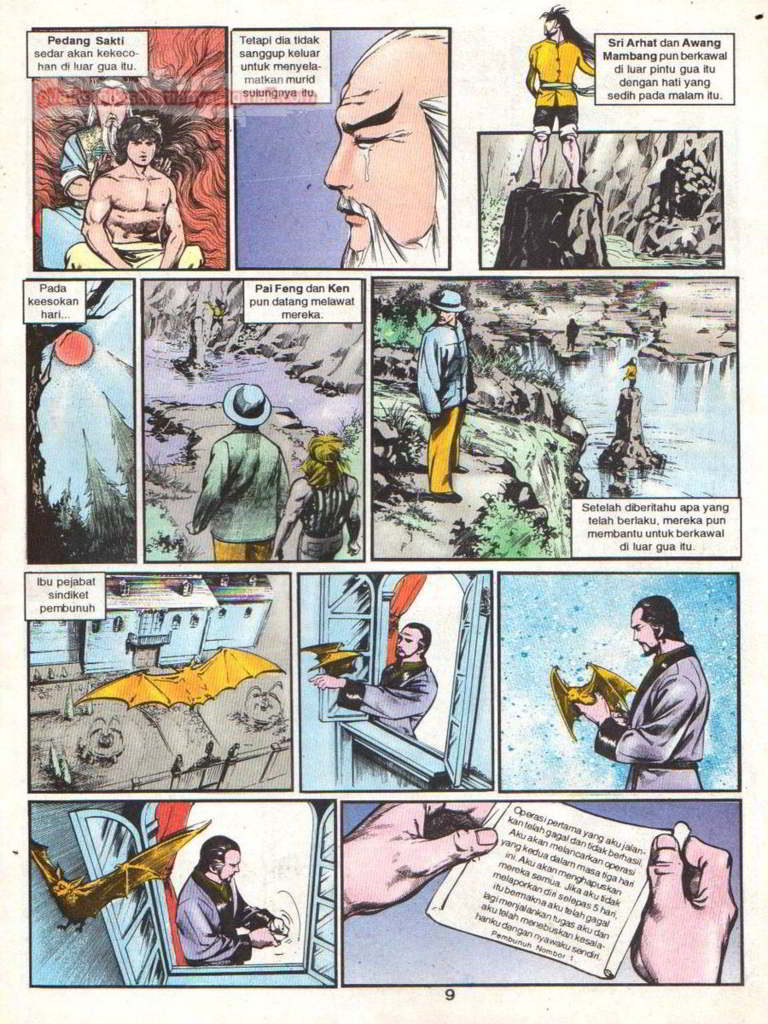 Pedang Sakti
sedar akan kekeco-
han di luar gua itu.
Tetapi dia tidak
sanggup keluar
untuk menyela-
matkan murid
sulungnya itu.
Sri Arhat dan Awang
Mambang pun berkawal
di luar pintu gua itu
dengan hati yang
sedih pada malam itu.
Pada
keesokan
hari...
Pai Feng dan Ken
pun datang melawat
mereka.
Setelah diberitahu apa yang
telah berlaku, mereka pun
membantu untuk berkawal
di luar gua itu.
Ibu pejabat
sindiket
pembunuh
Operasi pertama yang aku jalan-
kan telah gagal dan tidak berhasil.
Aku akan melancarkan operasi
yang kedua dalam masa tiga hari
ini. Aku akan menghapuskan
mereka semua. Jika aku tidak
melaporkan diri selepas 5 hari,
itu bermakna aku telah gagal
lagi menjalankan tugas aku dan
aku telah menebuskan kesala-
hanku dengan nyawaku sendiri.
Pembunuh Nombor 1.
9